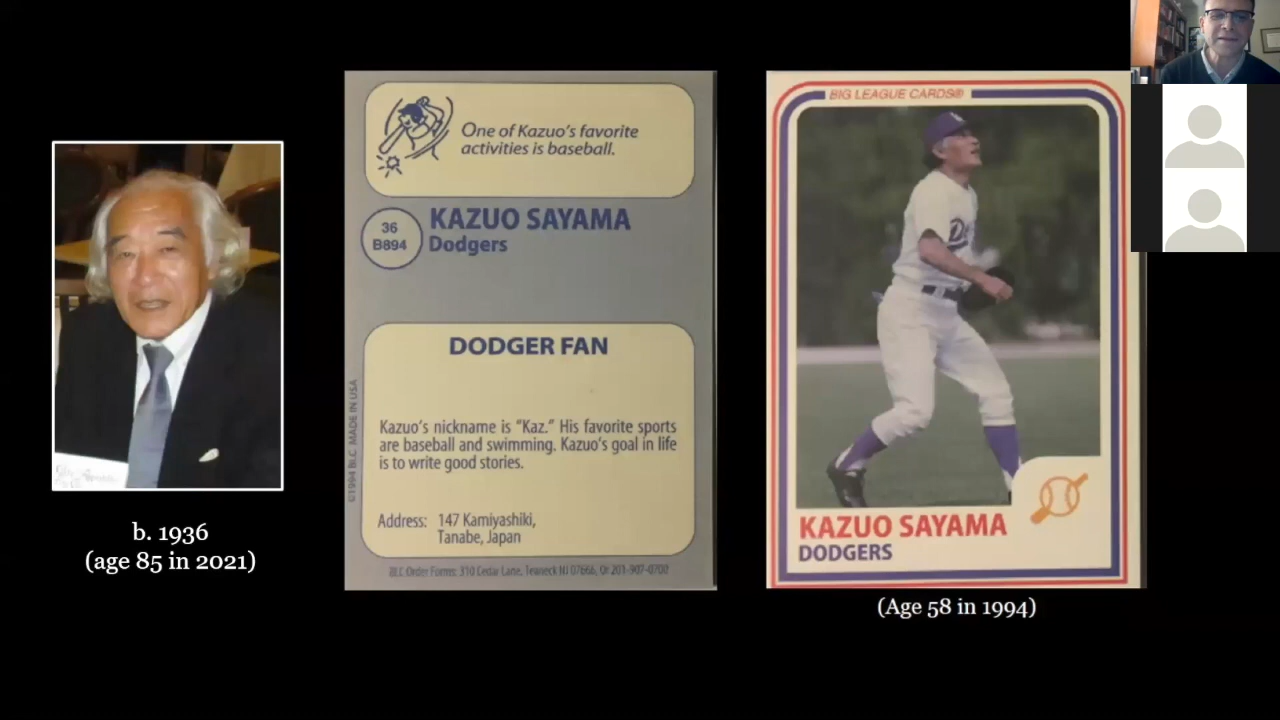 b. 1936
(age 85 in 2021)
One of Kazuo's favorite
activities is baseball.
36
B894
KAZUO SAYAMA
Dodgers
DODGER FAN
Kazuo's nickname is "Kaz." His favorite sports
are baseball and swimming. Kazuo's goal in life
is to write good stories.
Address: 147 Kamiyashiki,
Tanabe, Japan
©1994 BLC MADE IN USA
BLC Order Forms: 310 Cedar Lane, Teaneck NJ 07666, Or 201-907-0700
BIG LEAGUE CARDS®
KAZUO SAYAMA
DODGERS
(Age 58 in 1994)